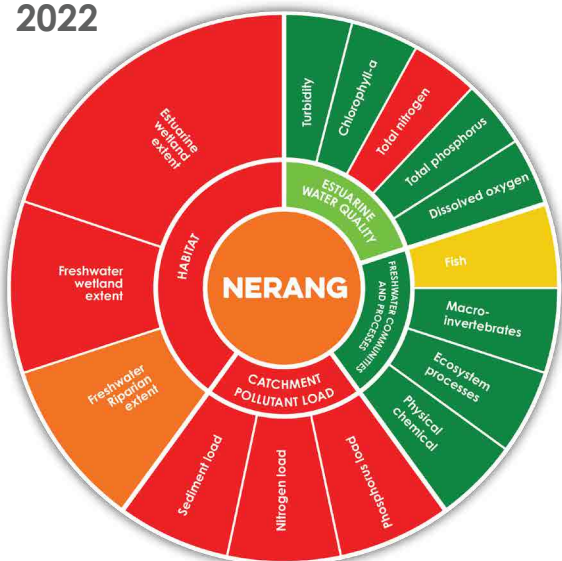 2022
Turbidity
Chlorophyll-a
Total nitrogen
Total phosphorus
Dissolved oxygen
ESTUARINE
WATER QUALITY
Fish
Macro-
invertebrates
Ecosystem
processes
Physical
chemical
FRESHWATER COMMUNITIES
AND PROCESSES
Phosphorus load
Nitrogen load
Sediment load
CATCHMENT
POLLUTANT LOAD
Freshwater
Riparian
extent
Freshwater
wetland
extent
Estuarine
wetland
extent
HABITAT
NERANG